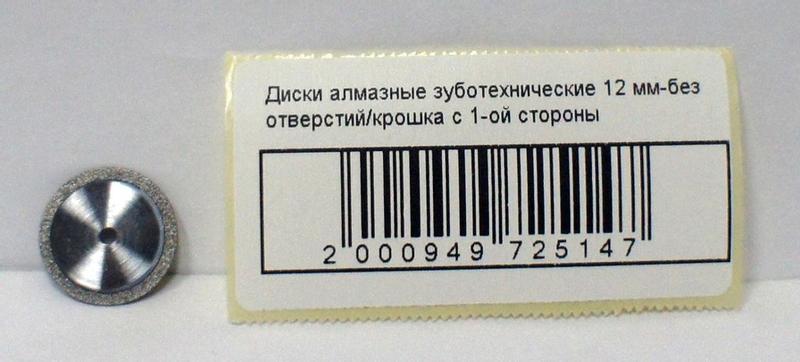 Диски алмазные зуботехнические 12 мм-без
отверстий/крошка с 1-ой стороны
2 000949 725147